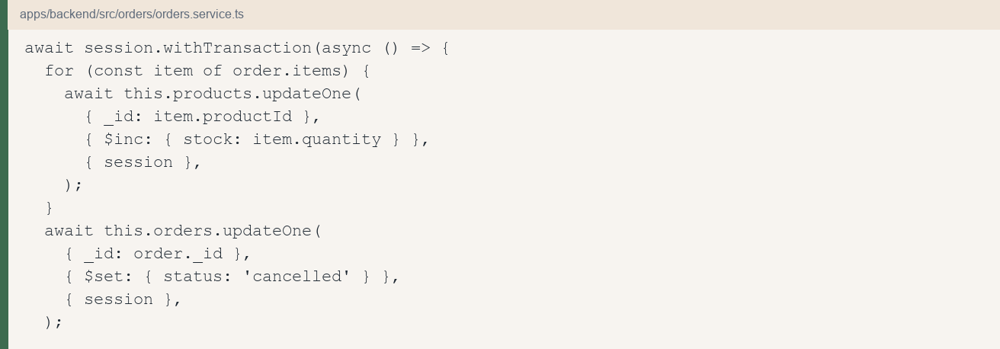 apps/backend/src/orders/orders.service.ts
await session.withTransaction(async () => {
  for (const item of order.items) {
    await this.products.updateOne(
      { _id: item.productId },
      { $inc: { stock: item.quantity } },
      { session },
    );
  }
  await this.orders.updateOne(
    { _id: order._id },
    { $set: { status: 'cancelled' } },
    { session },
  );